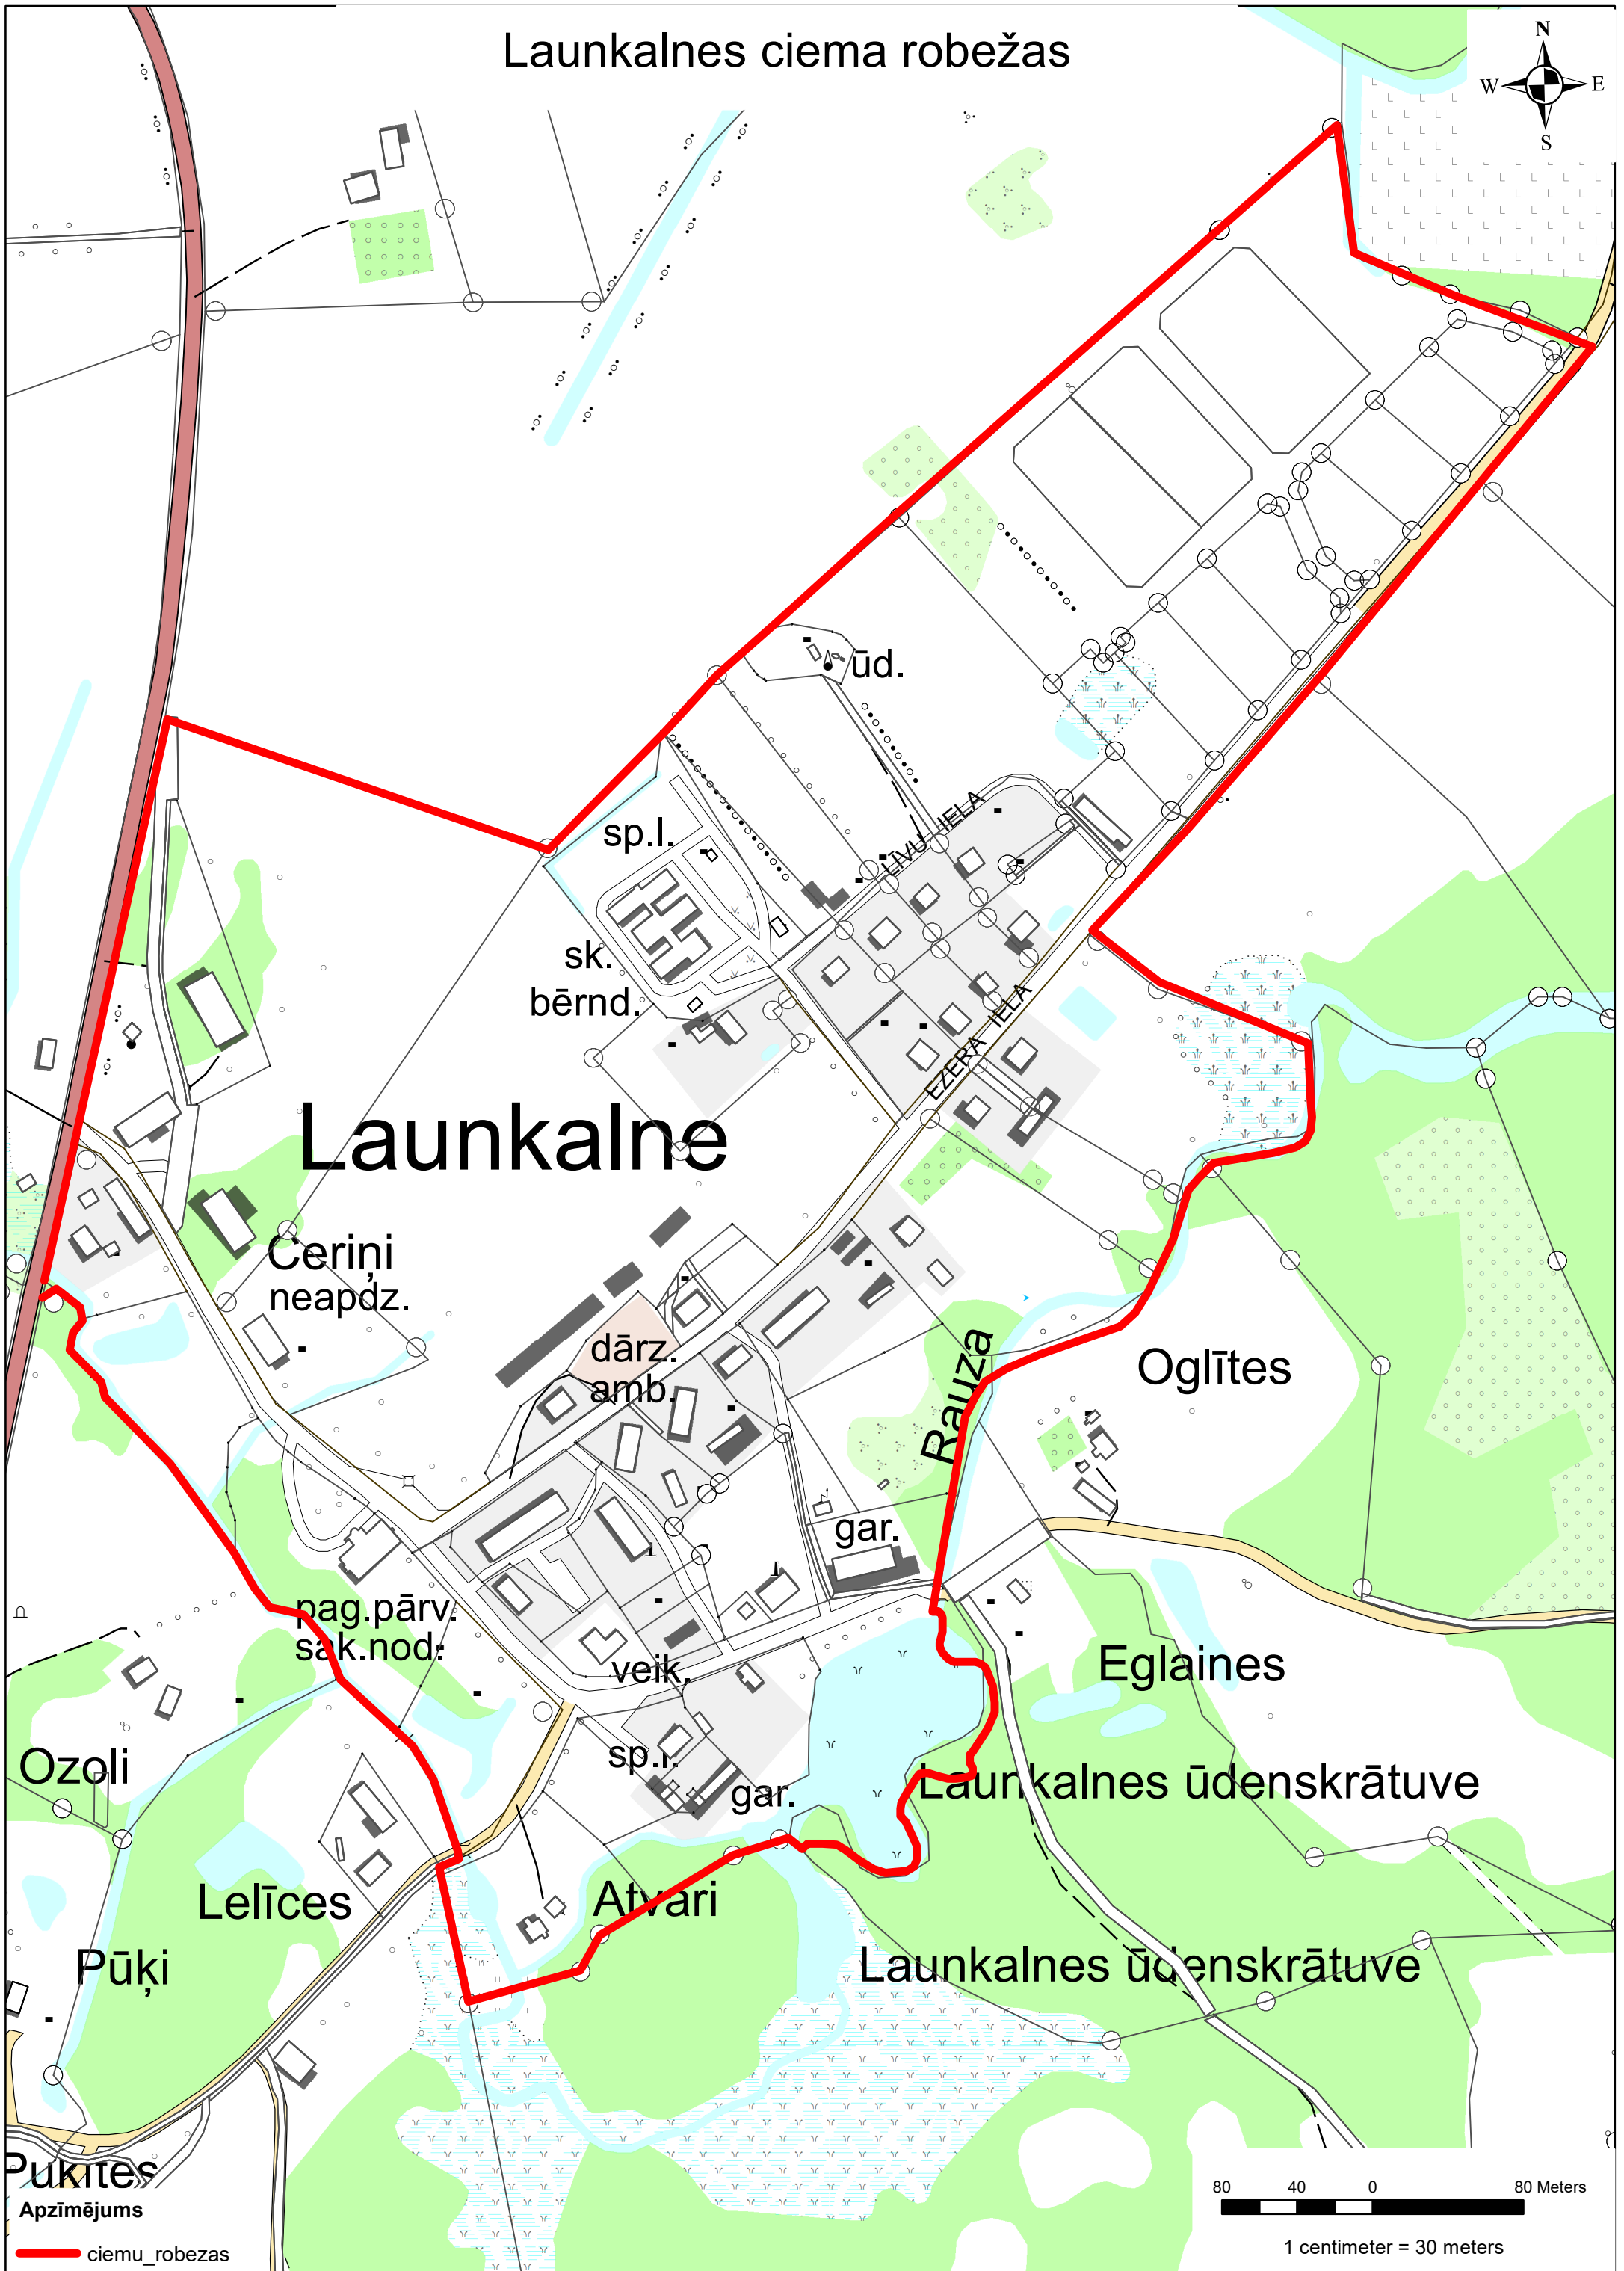 Launkalnes ciema robežas
N
W E
S
ūd.
LĪVU IELA
sp.l.
sk.
bērnd.
EZERA IELA
Launkalne
Ceriņi
neapdz.
dārz.
amb.
Rauza
Oglītes
gar.
pag.pārv.
sak.nod.
veik.
Eglaines
Ozoli
sp.l.
gar.
Launkalnes ūdenskrātuve
Lelīces
Atvari
Pūķi
Launkalnes ūdenskrātuve
Pukites
Apzīmējums
ciemu_robezas
80 40 0 80 Meters
1 centimeter = 30 meters